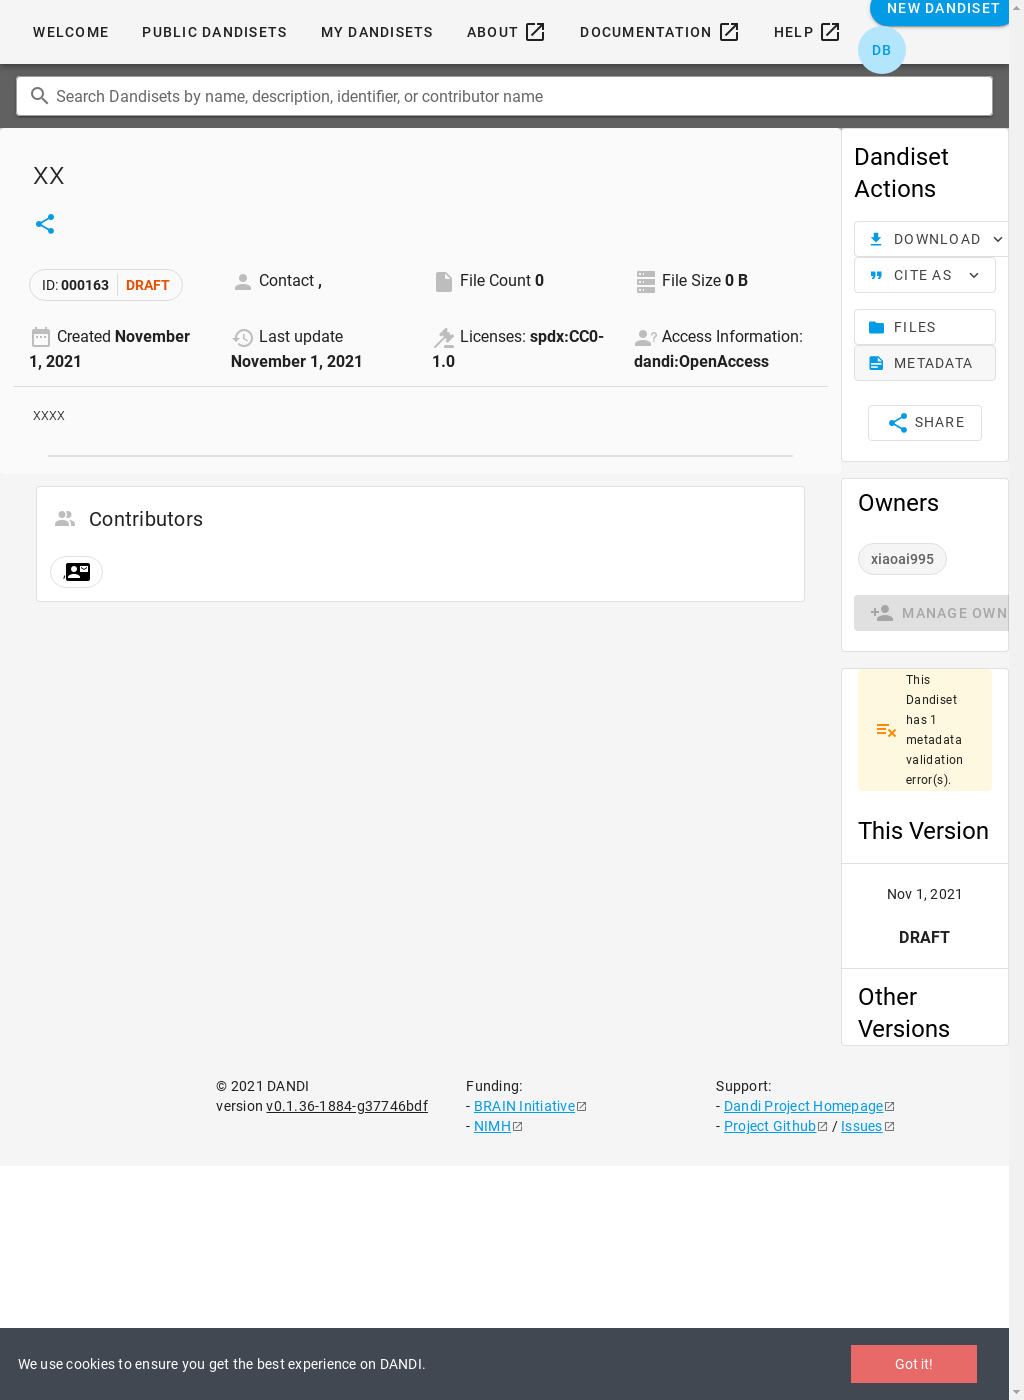 WELCOME
PUBLIC DANDISETS
MY DANDISETS
ABOUT
DOCUMENTATION
HELP
NEW DANDISET
DB
Search Dandisets by name, description, identifier, or contributor name
XX
ID: 000163 DRAFT
Contact ,
File Count 0
File Size 0 B
Created November
1, 2021
Last update
November 1, 2021
Licenses: spdx:CC0-
1.0
Access Information:
dandi:OpenAccess
xxxx
Contributors
,
Dandiset
Actions
DOWNLOAD
CITE AS
FILES
METADATA
SHARE
Owners
xiaoai995
MANAGE OWN
This
Dandiset
has 1
metadata
validation
error(s).
This Version
Nov 1, 2021
DRAFT
Other
Versions
© 2021 DANDI
version v0.1.36-1884-g37746bdf
Funding:
- BRAIN Initiative
- NIMH
Support:
- Dandi Project Homepage
- Project Github / Issues
We use cookies to ensure you get the best experience on DANDI.
Got it!